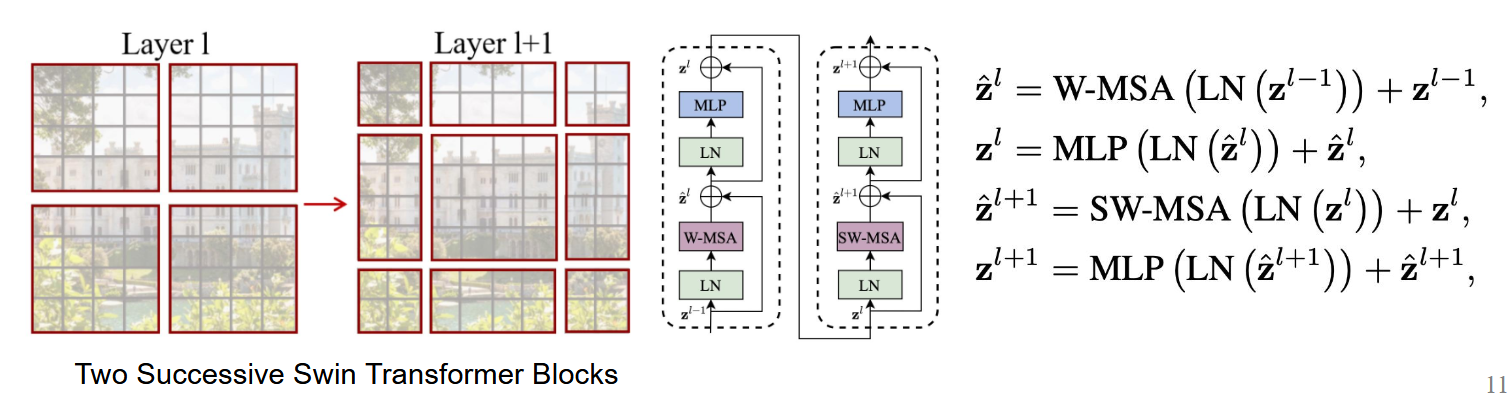 Layer l
Layer l+1
z^l
MLP
LN
ẑ^l
W-MSA
LN
z^{l-1}
z^{l+1}
MLP
LN
ẑ^{l+1}
SW-MSA
LN
z^l
ẑ^l = W-MSA (LN (z^{l-1})) + z^{l-1},
z^l = MLP (LN (ẑ^l)) + ẑ^l,
ẑ^{l+1} = SW-MSA (LN (z^l)) + z^l,
z^{l+1} = MLP (LN (ẑ^{l+1})) + ẑ^{l+1},
Two Successive Swin Transformer Blocks
11